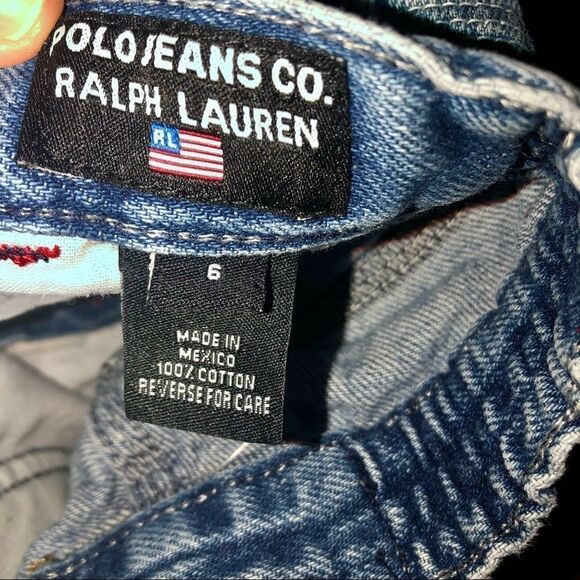 POLO JEANS CO.
RALPH LAUREN
RL
6
MADE IN
MEXICO
100% COTTON
REVERSE FOR CARE